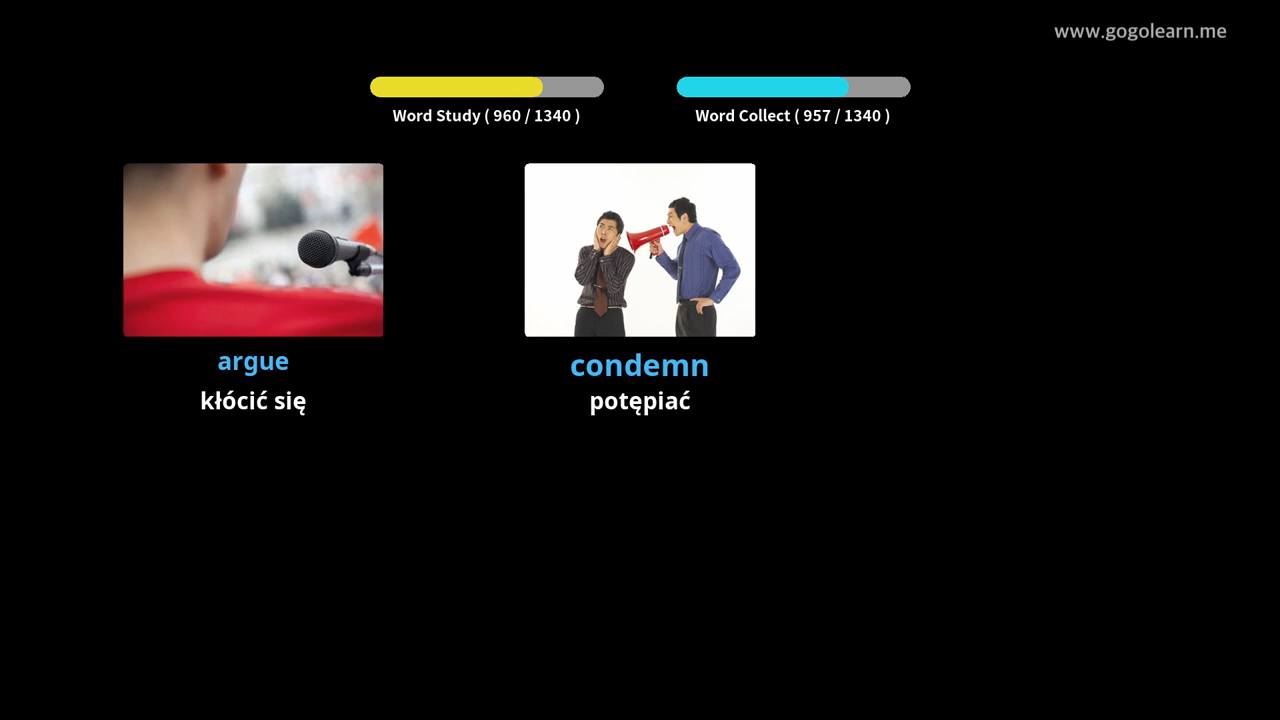 www.gogolearn.me
Word Study ( 960 / 1340 )
Word Collect ( 957 / 1340 )
argue
kłócić się
condemn
potępiać